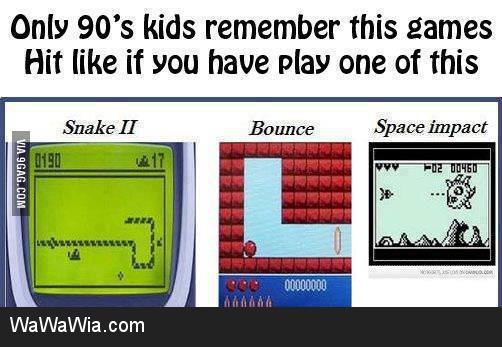 Only 90's kids remember this games
Hit like if you have play one of this
Snake II
Bounce
Space impact
VIA 9GAG.COM
0190
17
00000000
02 00460
WaWaWia.com